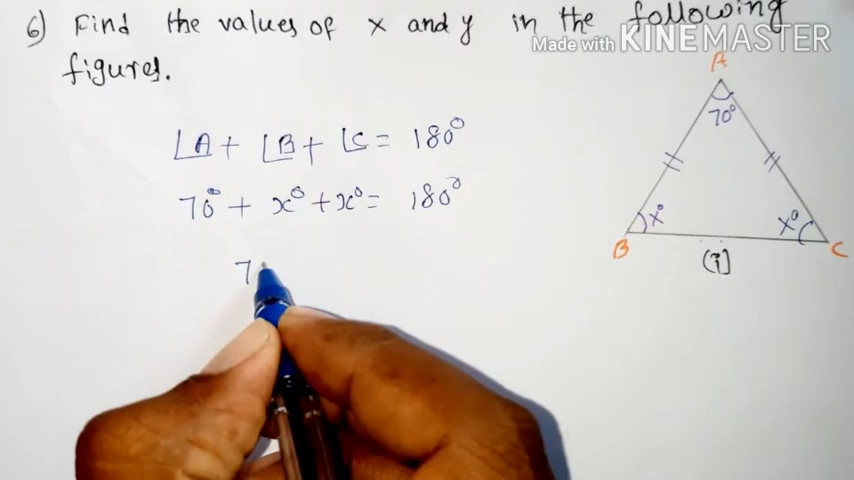 6) Find the values of x and y in the following
Made with KINEMASTER
figures.
A
70°
∠A + ∠B + ∠C = 180°
70° + x° + x° = 180°
x° x°
B C
(i)
7